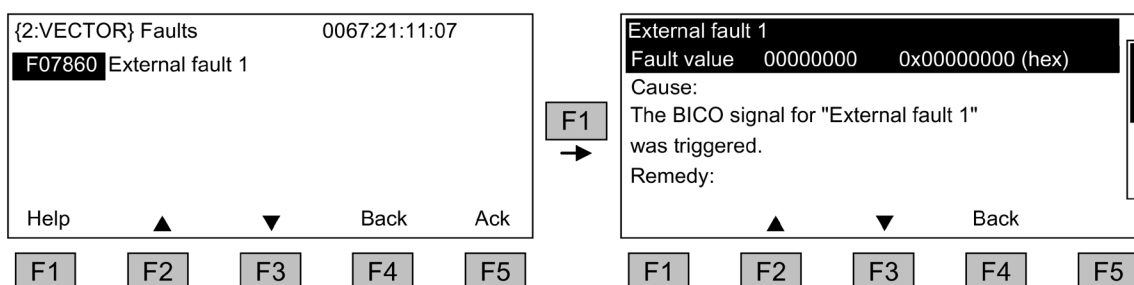 {2:VECTOR} Faults 0067:21:11:07
F07860 External fault 1
Help ▲ ▼ Back Ack
F1 F2 F3 F4 F5
F1
External fault 1
Fault value 00000000 0x00000000 (hex)
Cause:
The BICO signal for "External fault 1"
was triggered.
Remedy:
▲ ▼ Back
F1 F2 F3 F4 F5